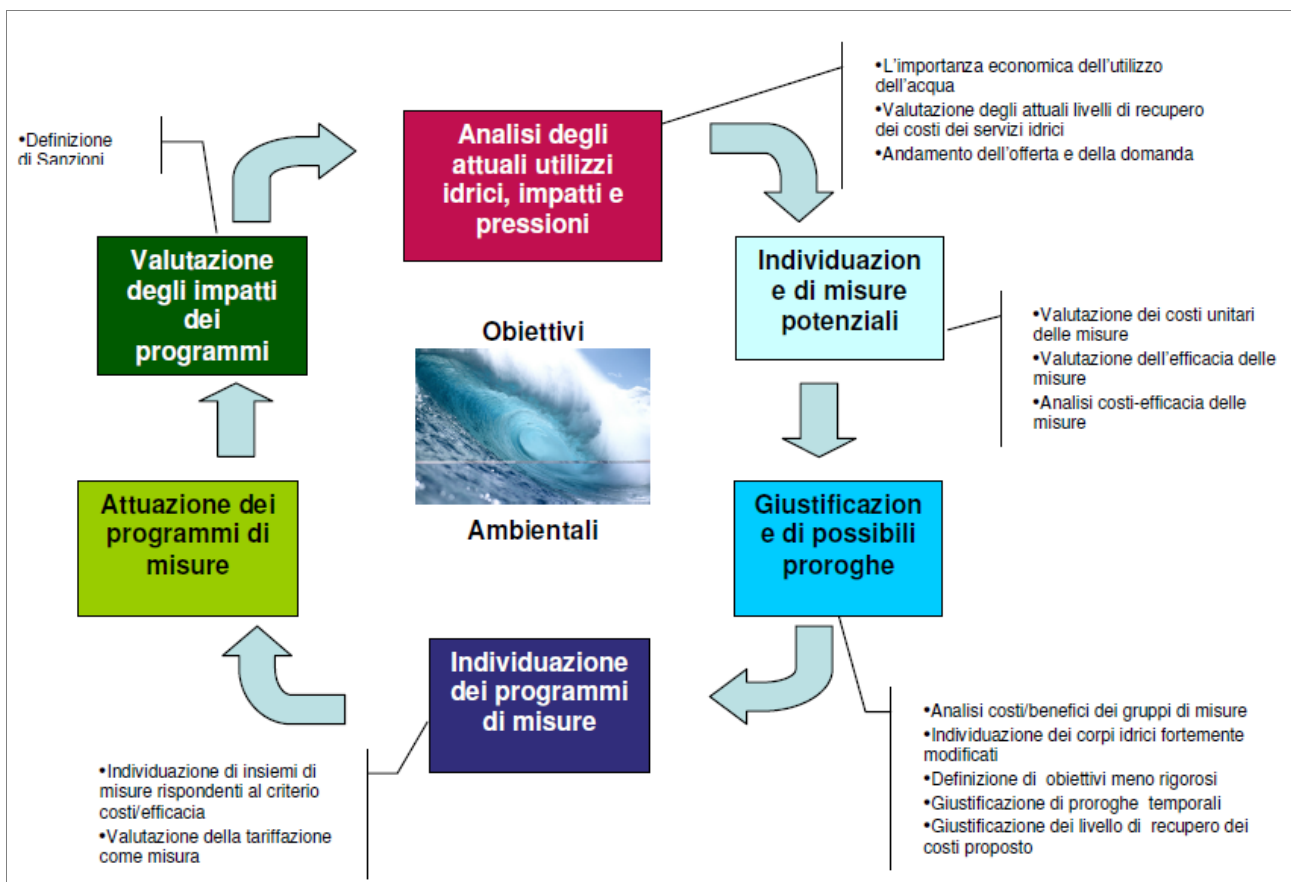 Analisi degli
attuali utilizzi
idrici, impatti e
pressioni
•L'importanza economica dell'utilizzo
dell'acqua
•Valutazione degli attuali livelli di recupero
dei costi dei servizi idrici
•Andamento dell'offerta e della domanda
Individuazion
e di misure
potenziali
•Valutazione dei costi unitari
delle misure
•Valutazione dell'efficacia delle
misure
•Analisi costi-efficacia delle
misure
Giustificazion
e di possibili
proroghe
•Analisi costi/benefici dei gruppi di misure
•Individuazione dei corpi idrici fortemente
modificati
•Definizione di  obiettivi meno rigorosi
•Giustificazione di proroghe  temporali
•Giustificazione dei livello di  recupero dei
costi proposto
Individuazione
dei programmi
di misure
•Individuazione di insiemi di
misure rispondenti al criterio
costi/efficacia
•Valutazione della tariffazione
come misura
Attuazione dei
programmi di
misure
Valutazione
degli impatti
dei
programmi
•Definizione
di Sanzioni
Obiettivi
Ambientali